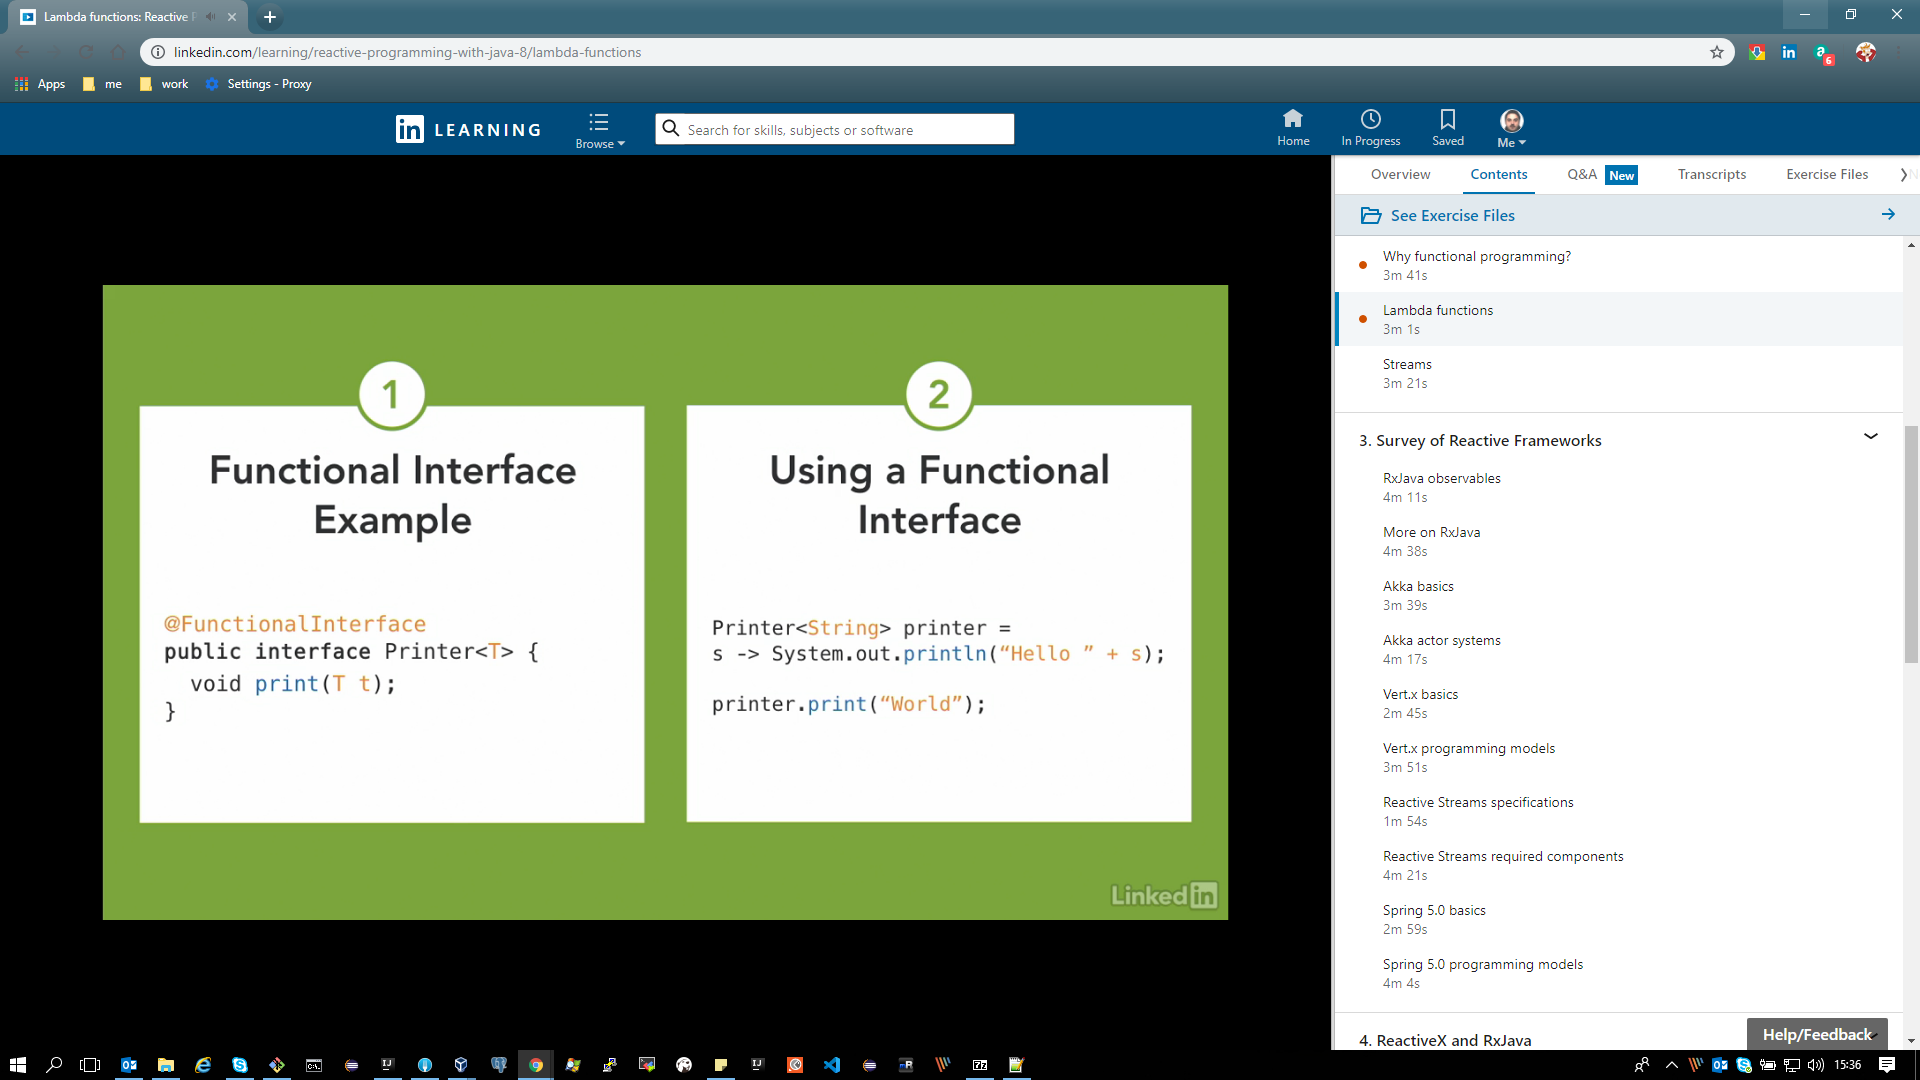 Lambda functions: Reactive P
linkedin.com/learning/reactive-programming-with-java-8/lambda-functions
6
Apps
me
work
Settings - Proxy
in LEARNING
Browse
Search for skills, subjects or software
Home
In Progress
Saved
Me
Overview
Contents
Q&A New
Transcripts
Exercise Files
See Exercise Files
Why functional programming?
3m 41s
Lambda functions
3m 1s
Streams
3m 21s
3. Survey of Reactive Frameworks
RxJava observables
4m 11s
More on RxJava
4m 38s
Akka basics
3m 39s
Akka actor systems
4m 17s
Vert.x basics
2m 45s
Vert.x programming models
3m 51s
Reactive Streams specifications
1m 54s
Reactive Streams required components
4m 21s
Spring 5.0 basics
2m 59s
Spring 5.0 programming models
4m 4s
4. ReactiveX and RxJava
Help/Feedback
1
Functional Interface
Example
@FunctionalInterface
public interface Printer<T> {
void print(T t);
}
2
Using a Functional
Interface
Printer<String> printer =
s -> System.out.println(“Hello ” + s);
printer.print(“World”);
Linked in
15:36